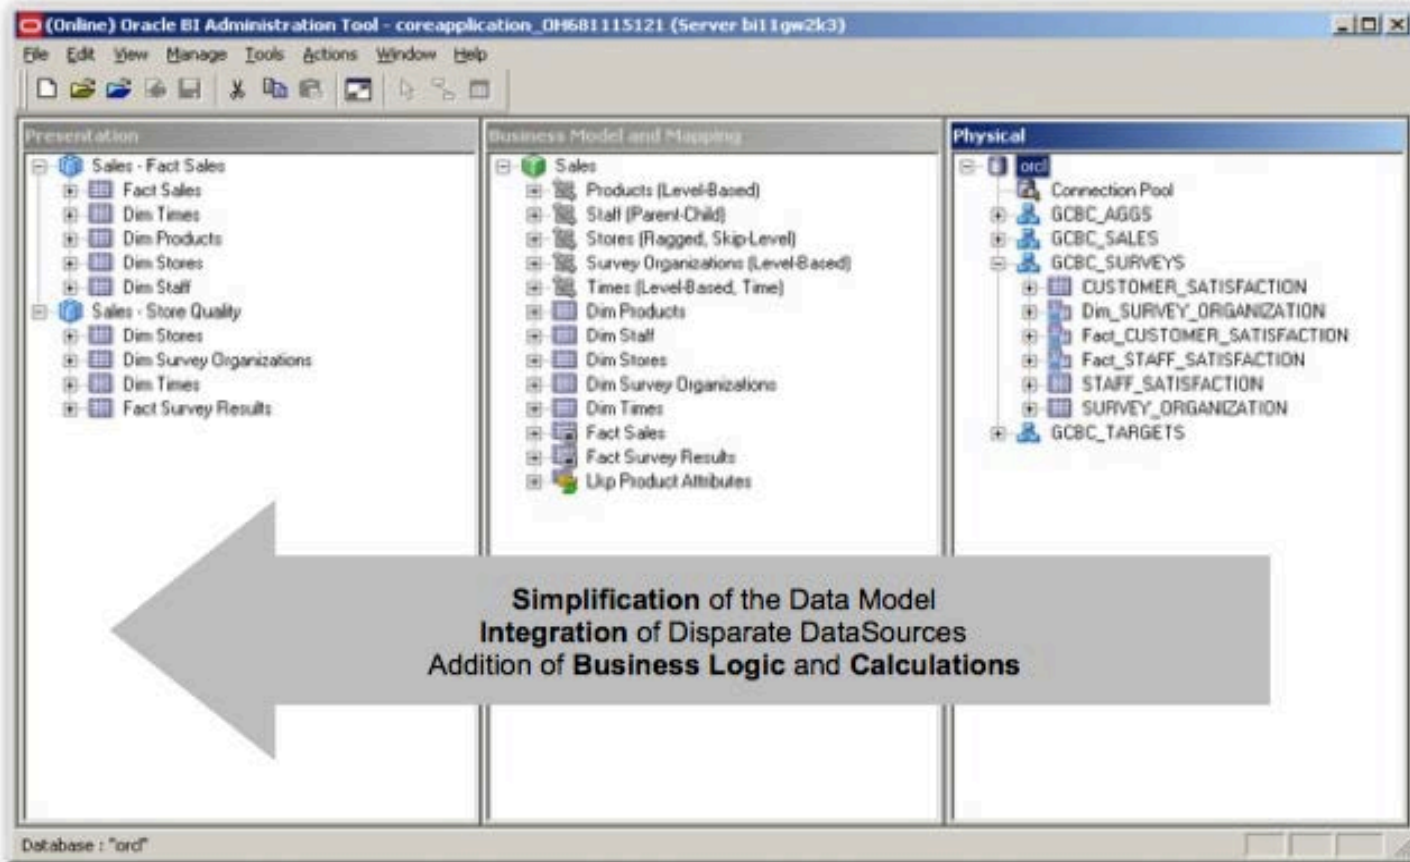 (Online) Oracle BI Administration Tool - coreapplication_OH681115121 (Server bi11gw2k3)
File Edit View Manage Tools Actions Window Help
Presentation
Sales - Fact Sales
Fact Sales
Dim Times
Dim Products
Dim Stores
Dim Staff
Sales - Store Quality
Dim Stores
Dim Survey Organizations
Dim Times
Fact Survey Results
Business Model and Mapping
Sales
Products (Level-Based)
Staff (Parent-Child)
Stores (Ragged, Skip-Level)
Survey Organizations (Level-Based)
Times (Level-Based, Time)
Dim Products
Dim Staff
Dim Stores
Dim Survey Organizations
Dim Times
Fact Sales
Fact Survey Results
Lkp Product Attributes
Physical
orcl
Connection Pool
GCBC_AGGS
GCBC_SALES
GCBC_SURVEYS
CUSTOMER_SATISFACTION
Dim_SURVEY_ORGANIZATION
Fact_CUSTOMER_SATISFACTION
Fact_STAFF_SATISFACTION
STAFF_SATISFACTION
SURVEY_ORGANIZATION
GCBC_TARGETS
Simplification of the Data Model
Integration of Disparate DataSources
Addition of Business Logic and Calculations
Database : "orcl"